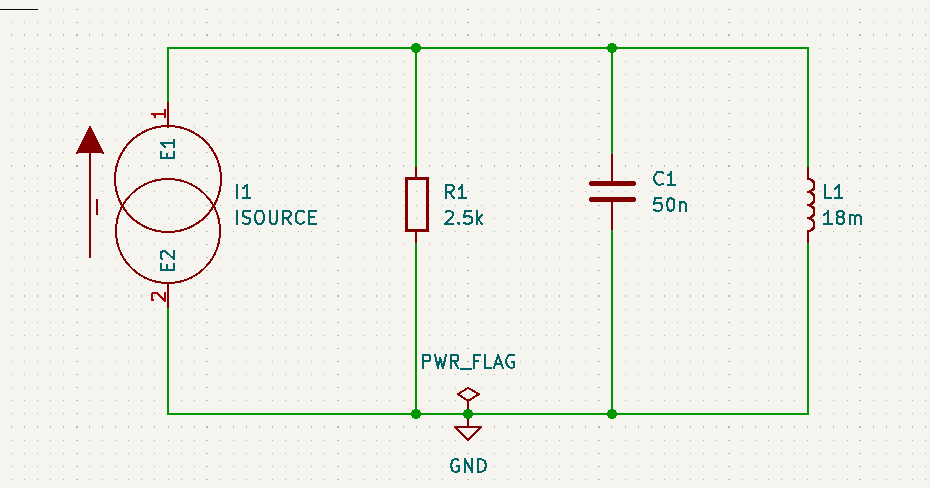 1
E1
I
I1
ISOURCE
E2
2
R1
2.5k
C1
50n
L1
18m
PWR_FLAG
GND